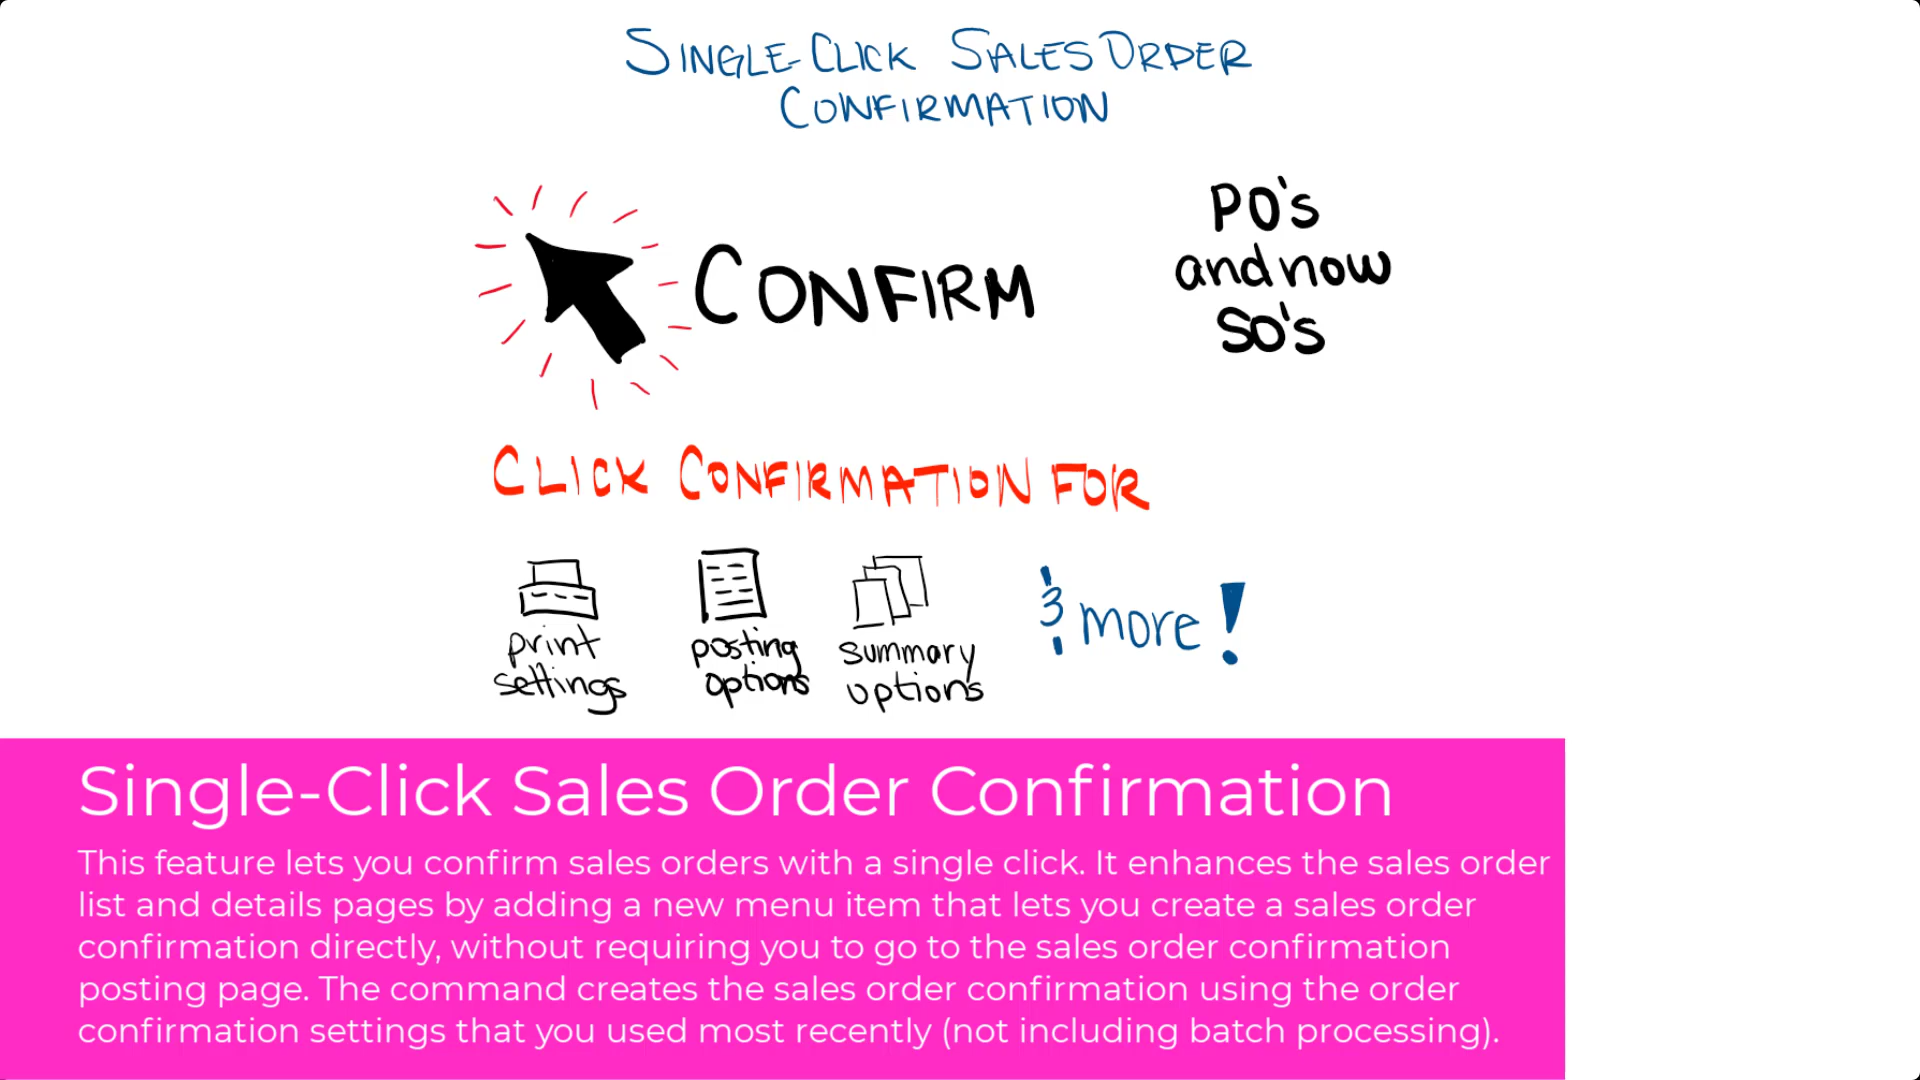 SINGLE-CLICK SALES ORDER
CONFIRMATION
CONFIRM
PO's
and now
SO's
CLICK CONFIRMATION FOR
print
settings
posting
options
summary
options
& more!
Single-Click Sales Order Confirmation
This feature lets you confirm sales orders with a single click. It enhances the sales order
list and details pages by adding a new menu item that lets you create a sales order
confirmation directly, without requiring you to go to the sales order confirmation
posting page. The command creates the sales order confirmation using the order
confirmation settings that you used most recently (not including batch processing).